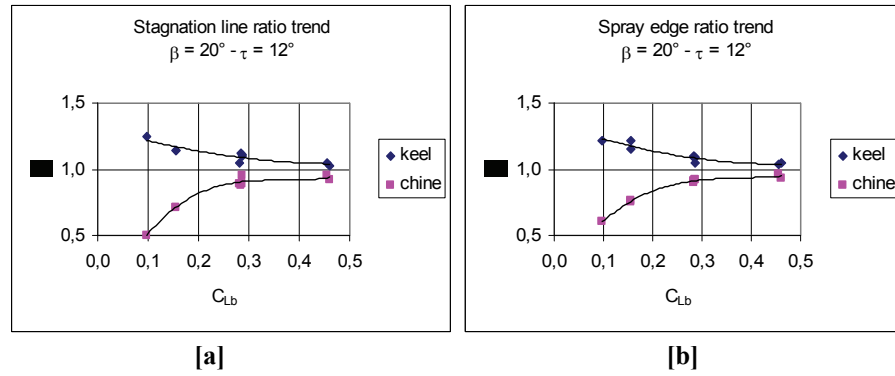 Stagnation line ratio trend
β = 20° - τ = 12°
1,5
1,0
0,5
0,0 0,1 0,2 0,3 0,4 0,5
C_Lb
keel
chine
[a]
Spray edge ratio trend
β = 20° - τ = 12°
1,5
1,0
0,5
0,0 0,1 0,2 0,3 0,4 0,5
C_Lb
keel
chine
[b]